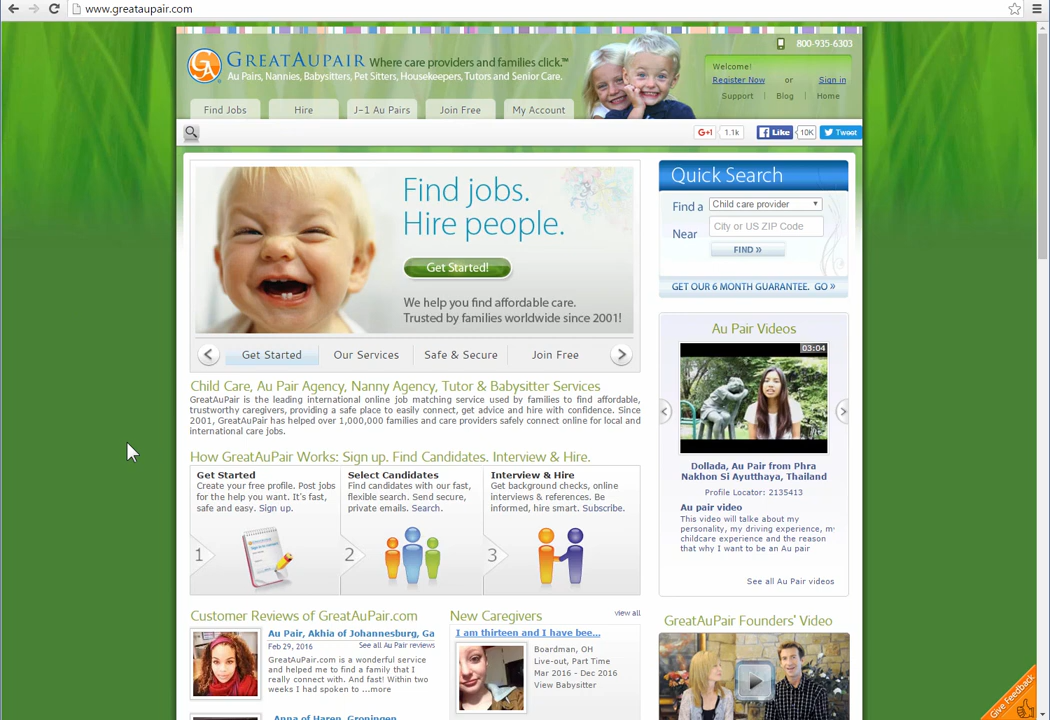 www.greataupair.com
GREATAUPAIR Where care providers and families click.™
Au Pairs, Nannies, Babysitters, Pet Sitters, Housekeepers, Tutors and Senior Care.
800-935-6303
Welcome!
Register Now or Sign in
Support | Blog | Home
Find Jobs Hire J-1 Au Pairs Join Free My Account
G+1 1.1k Like 10K Tweet
Find jobs.
Hire people.
Get Started!
We help you find affordable care.
Trusted by families worldwide since 2001!
Get Started Our Services Safe & Secure Join Free
Quick Search
Find a Child care provider
Near City or US ZIP Code
FIND »
GET OUR 6 MONTH GUARANTEE. GO »
Child Care, Au Pair Agency, Nanny Agency, Tutor & Babysitter Services
GreatAuPair is the leading international online job matching service used by families to find affordable,
trustworthy caregivers, providing a safe place to easily connect, get advice and hire with confidence. Since
2001, GreatAuPair has helped over 1,000,000 families and care providers safely connect online for local and
international care jobs.
How GreatAuPair Works: Sign up. Find Candidates. Interview & Hire.
Get Started
Create your free profile. Post jobs
for the help you want. It's fast,
safe and easy. Sign up.
1
Select Candidates
Find candidates with our fast,
flexible search. Send secure,
private emails. Search.
2
Interview & Hire
Get background checks, online
interviews & references. Be
informed, hire smart. Subscribe.
3
Au Pair Videos
03:04
Dollada, Au Pair from Phra
Nakhon Si Ayutthaya, Thailand
Profile Locator: 2135413
Au pair video
This video will talk about my
personality, my driving experience, my
childcare experience and the reason
that why I want to be an Au pair
See all Au Pair videos
Customer Reviews of GreatAuPair.com
Au Pair, Akhia of Johannesburg, Ga
Feb 29, 2016 See all Au Pair reviews
GreatAuPair.com is a wonderful service
and helped me to find a family that I
really connect with. And fast! Within two
weeks I had spoken to ...more
Anna of Haren, Groningen
New Caregivers view all
I am thirteen and I have bee...
Boardman, OH
Live-out, Part Time
Mar 2016 - Dec 2016
View Babysitter
GreatAuPair Founders' Video
Give Feedback